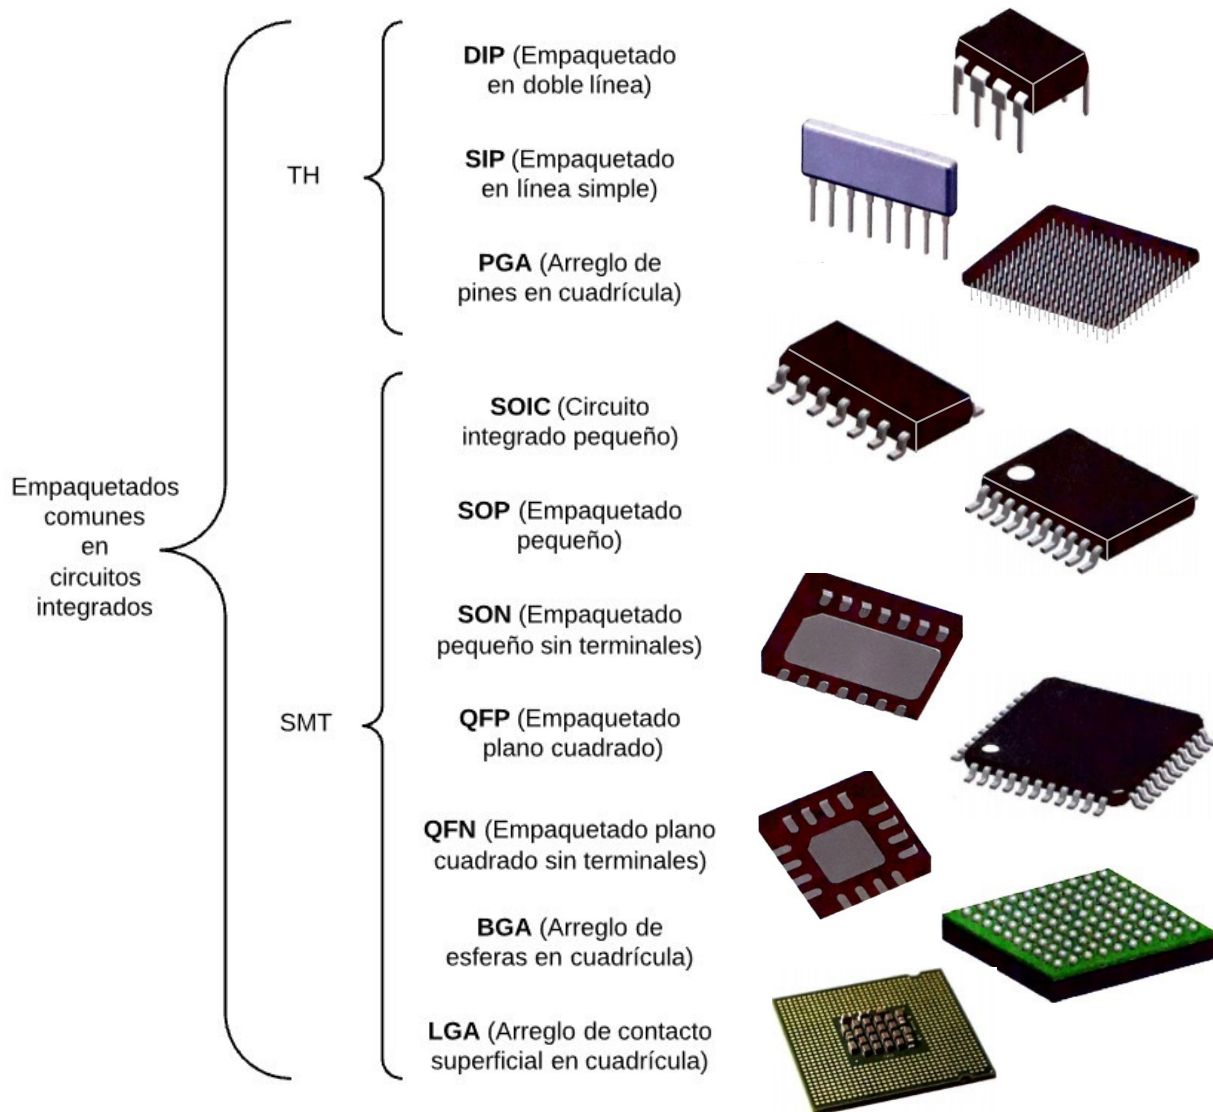 DIP (Empaquetado
en doble línea)
SIP (Empaquetado
en línea simple)
TH
PGA (Arreglo de
pines en cuadrícula)
SOIC (Circuito
integrado pequeño)
Empaquetados
comunes
en
circuitos
integrados
SOP (Empaquetado
pequeño)
SON (Empaquetado
pequeño sin terminales)
SMT
QFP (Empaquetado
plano cuadrado)
QFN (Empaquetado plano
cuadrado sin terminales)
BGA (Arreglo de
esferas en cuadrícula)
LGA (Arreglo de contacto
superficial en cuadrícula)